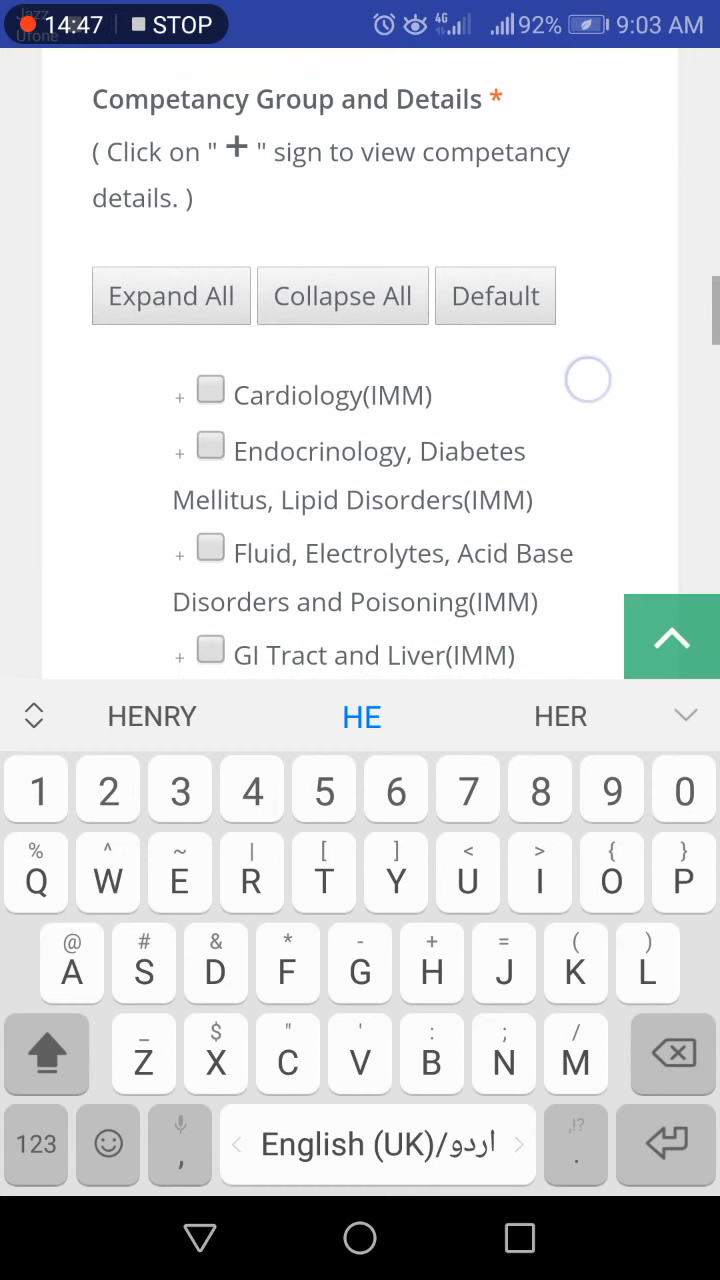 Jazz
Ufone
14:47 STOP 4G 92% 9:03 AM
Competancy Group and Details *
( Click on " + " sign to view competancy
details. )
Expand All Collapse All Default
+ Cardiology(IMM)
+ Endocrinology, Diabetes
Mellitus, Lipid Disorders(IMM)
+ Fluid, Electrolytes, Acid Base
Disorders and Poisoning(IMM)
+ GI Tract and Liver(IMM)
HENRY HE HER
1 2 3 4 5 6 7 8 9 0
% ^ ~ | [ ] < > { }
Q W E R T Y U I O P
@ # & * - + = ( )
A S D F G H J K L
_ $ " ' : ; /
Z X C V B N M
,!?
123 , < English (UK)/اردو > .